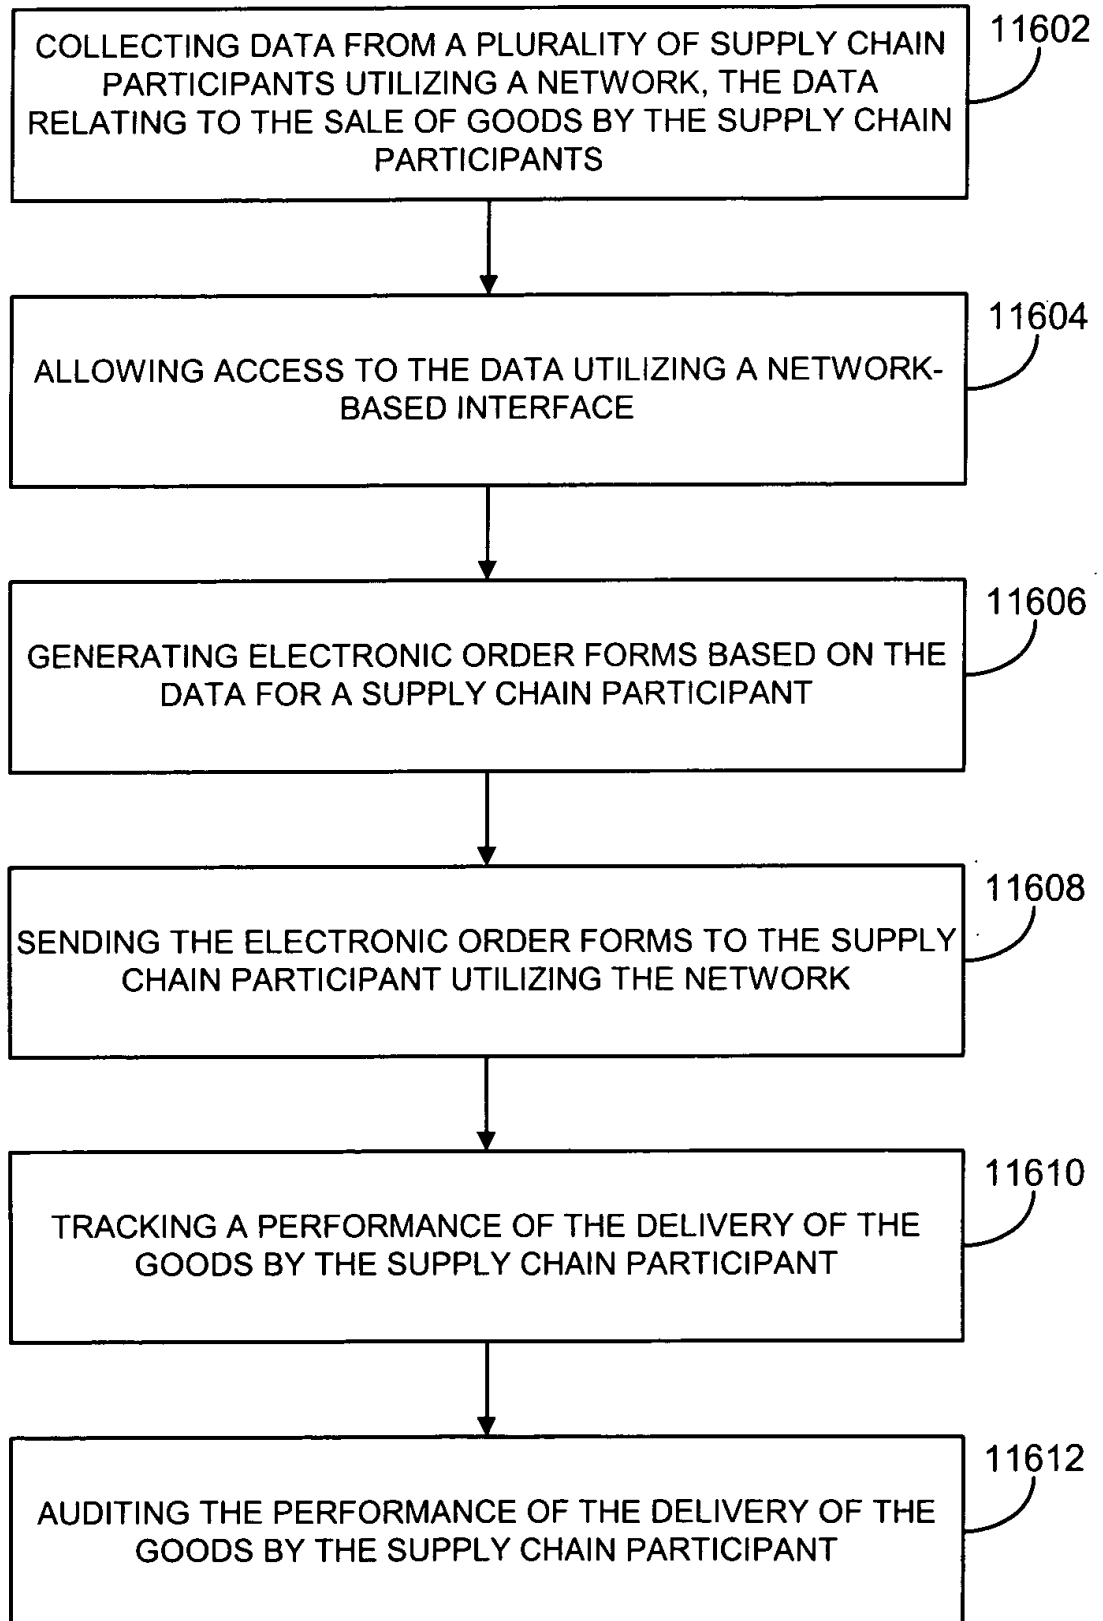 COLLECTING DATA FROM A PLURALITY OF SUPPLY CHAIN
PARTICIPANTS UTILIZING A NETWORK, THE DATA
RELATING TO THE SALE OF GOODS BY THE SUPPLY CHAIN
PARTICIPANTS
11602
ALLOWING ACCESS TO THE DATA UTILIZING A NETWORK-
BASED INTERFACE
11604
GENERATING ELECTRONIC ORDER FORMS BASED ON THE
DATA FOR A SUPPLY CHAIN PARTICIPANT
11606
SENDING THE ELECTRONIC ORDER FORMS TO THE SUPPLY
CHAIN PARTICIPANT UTILIZING THE NETWORK
11608
TRACKING A PERFORMANCE OF THE DELIVERY OF THE
GOODS BY THE SUPPLY CHAIN PARTICIPANT
11610
AUDITING THE PERFORMANCE OF THE DELIVERY OF THE
GOODS BY THE SUPPLY CHAIN PARTICIPANT
11612